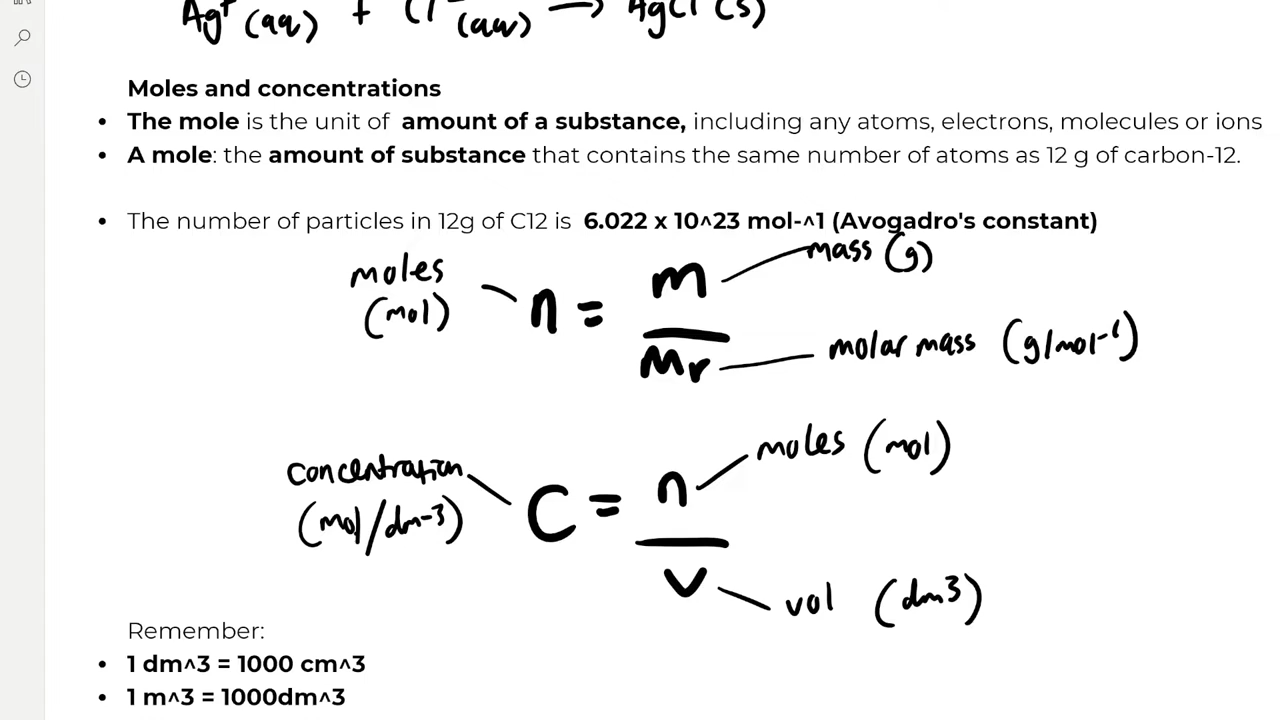 Ag+ (aq) + Cl- (aq) → AgCl (s)
Moles and concentrations
• The mole is the unit of amount of a substance, including any atoms, electrons, molecules or ions
• A mole: the amount of substance that contains the same number of atoms as 12 g of carbon-12.
• The number of particles in 12g of C12 is 6.022 x 10^23 mol-^1 (Avogadro's constant)
mass (g)
moles
(mol)
n = m
Mr
molar mass (g/mol-1)
moles (mol)
concentration
(mol/dm-3)
C = n
v
vol (dm3)
Remember:
• 1 dm^3 = 1000 cm^3
• 1 m^3 = 1000dm^3